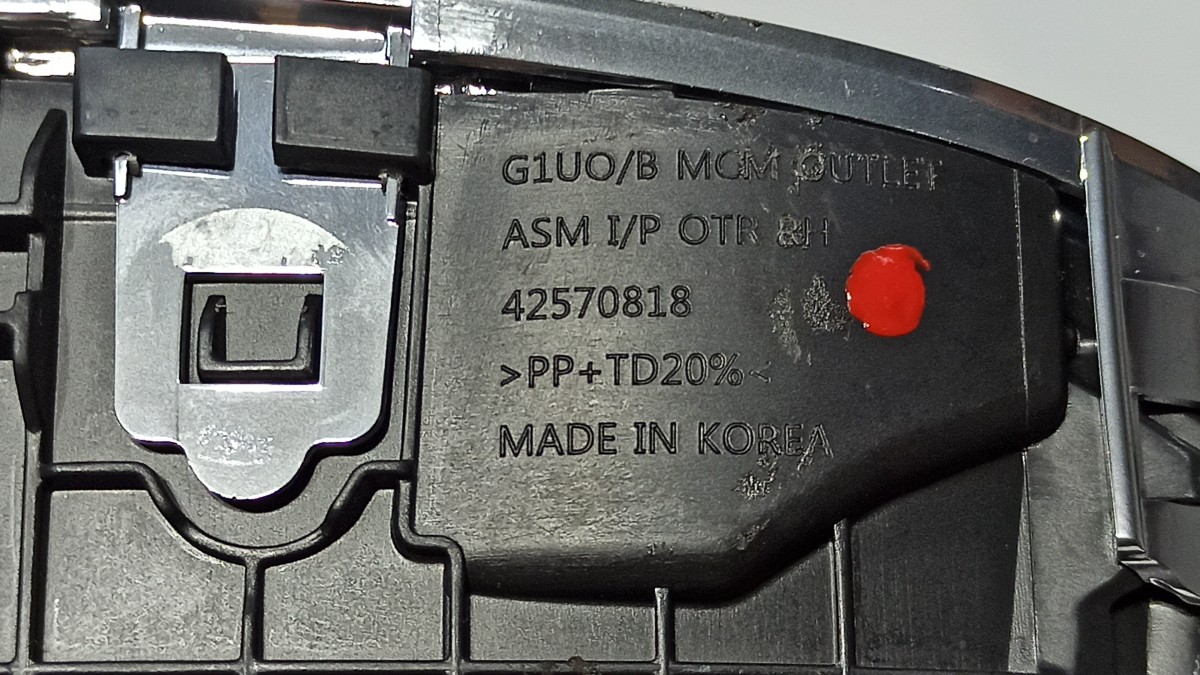 G1UO/B MCM OUTLET
ASM I/P OTR RH
42570818
>PP+TD20%<
MADE IN KOREA